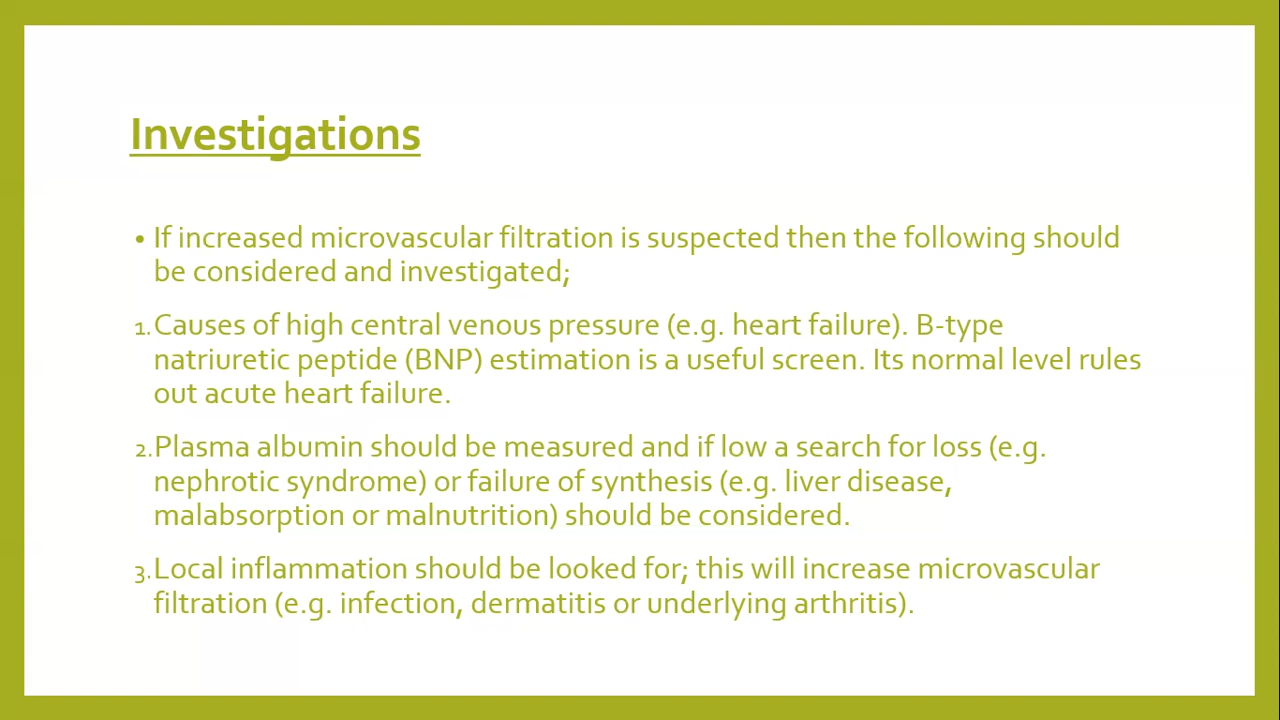 Investigations
• If increased microvascular filtration is suspected then the following should
be considered and investigated;
1. Causes of high central venous pressure (e.g. heart failure). B-type
natriuretic peptide (BNP) estimation is a useful screen. Its normal level rules
out acute heart failure.
2. Plasma albumin should be measured and if low a search for loss (e.g.
nephrotic syndrome) or failure of synthesis (e.g. liver disease,
malabsorption or malnutrition) should be considered.
3. Local inflammation should be looked for; this will increase microvascular
filtration (e.g. infection, dermatitis or underlying arthritis).